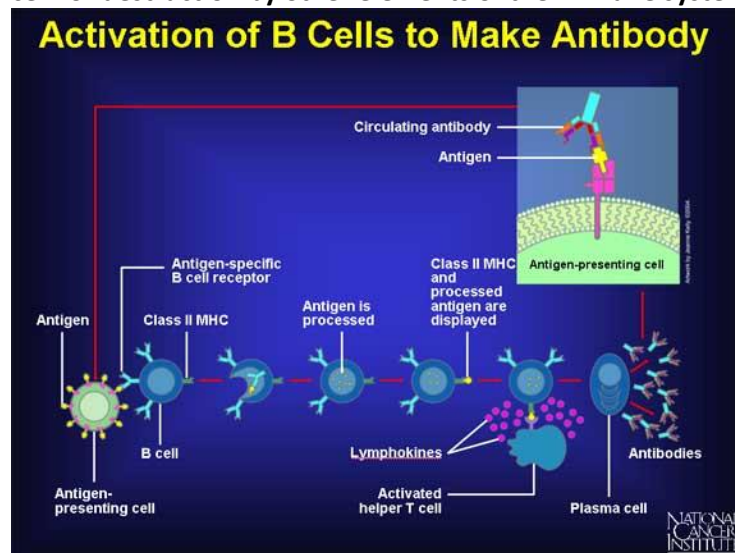 Activation of B Cells to Make Antibody
Circulating antibody
Antigen
Antigen-presenting cell
Antigen-specific
B cell receptor
Class II MHC
and
processed
antigen are
displayed
Antigen
Class II MHC
Antigen is
processed
B cell
Lymphokines
Antibodies
Antigen-
presenting cell
Activated
helper T cell
Plasma cell
NATIONAL
CANCER
INSTITUTE